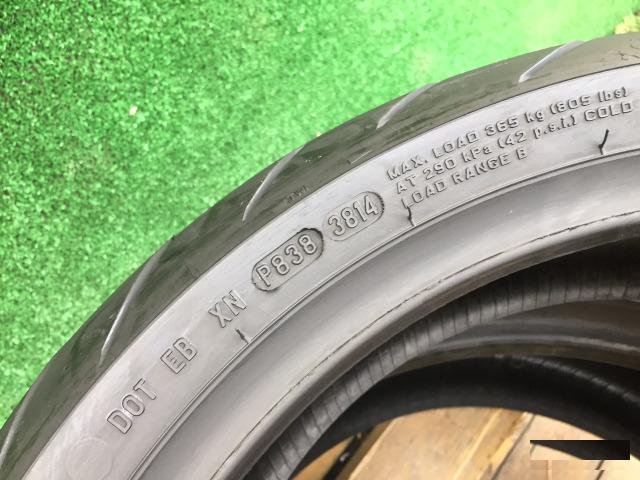 DOT EB XN P838 3814
MAX. LOAD 365 kg (805 lbs)
AT 290 kPa (42 p.s.i.) COLD
LOAD RANGE B